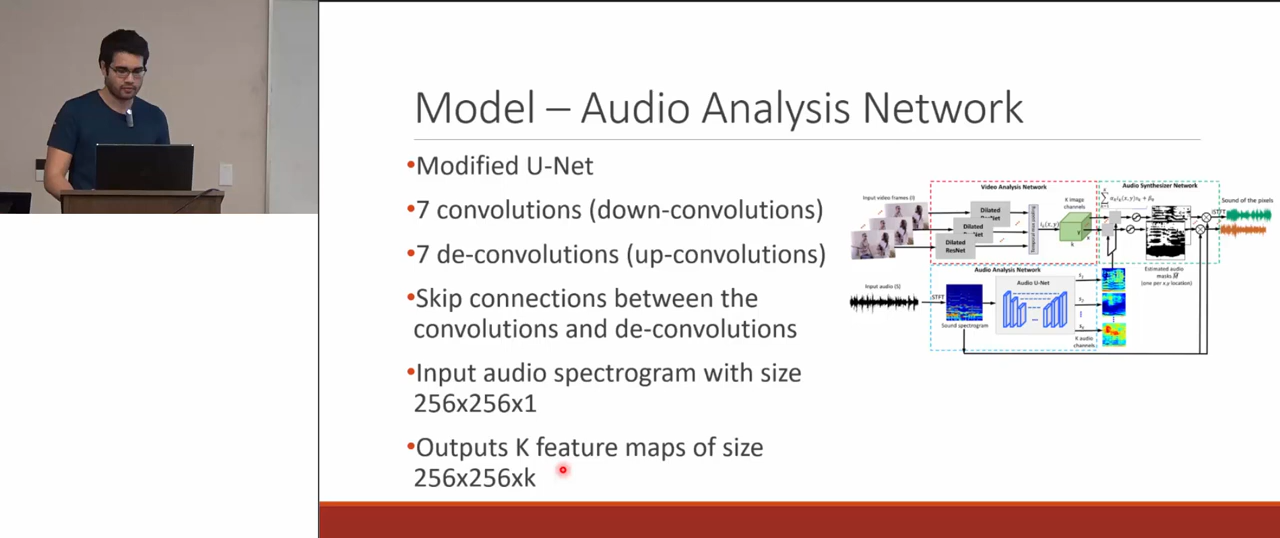 Model – Audio Analysis Network
•Modified U-Net
•7 convolutions (down-convolutions)
•7 de-convolutions (up-convolutions)
•Skip connections between the
convolutions and de-convolutions
•Input audio spectrogram with size
256x256x1
•Outputs K feature maps of size
256x256xk
Video Analysis Network
Audio Synthesizer Network
Input video frames (I)
Dilated
Dilated
Dilated
ResNet
K image
channels
Sound of the pixels
Audio Analysis Network
Input audio (S)
STFT
Sound spectrogram
Audio U-Net
K audio
channels
Estimated audio
masks
(one per x,y location)